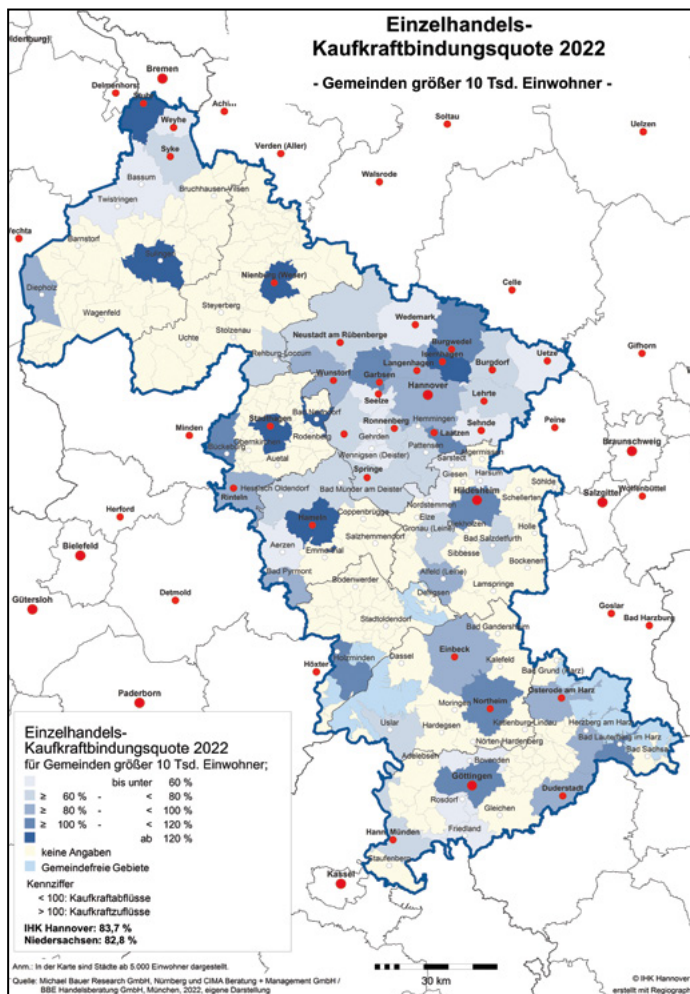 Einzelhandels-
Kaufkraftbindungsquote 2022
- Gemeinden größer 10 Tsd. Einwohner -
ldenburg)
Bremen
Delmenhorst
Stuhr
Achi...
Weyhe
Soltau
Uelzen
Syke
Verden (Aller)
Bassum
Walsrode
Bruchhausen-Vilsen
Twistringen
Vechta
Barnstorf
Sulingen
Celle
Nienburg (Weser)
Diepholz
Wagenfeld
Steyerberg
Stolzenau
Wedemark
Uchte
Neustadt am Rübenberge
Burgwedel
Gifhorn
Rehburg-Loccum
Langenhagen
Isernhagen
Burgdorf
Uetze
Wunstorf
Garbsen
Hannover
Seelze
Lehrte
Stadthagen
Bad Nenndorf
Hemmingen
Minden
Ronnenberg
Sehnde
Peine
Obernkirchen
Rodenberg
Gehrden
Laatzen
Braunschweig
Bückeburg
Auetal
Pattensen
Wennigsen (Deister)
Sarstedt
Algermissen
Springe
Giesen
Harsum
Söhlde
Hessisch Oldendorf
Bad Münder am Deister
Hildesheim
Schellerten
Salzgitter
Wolfenbüttel
Rinteln
Nordstemmen
Herford
Hameln
Coppenbrügge
Elze
Diekholzen
Holle
Salzhemmendorf
Gronau (Leine)
Bad Salzdetfurth
Bielefeld
Aerzen
Emmerthal
Sibbesse
Bockenem
Bad Pyrmont
Alfeld (Leine)
Bodenwerder
Lamspringe
Detmold
Delligsen
Gütersloh
Goslar
Stadtoldendorf
Bad Gandersheim
Bad Harzburg
Höxter
Holzminden
Dassel
Einbeck
Kalefeld
Bad Grund (Harz)
Paderborn
Moringen
Northeim
Osterode am Harz
Uslar
Hardegsen
Katlenburg-Lindau
Herzberg am Harz
Nörten-Hardenberg
Bad Lauterberg im Harz
Adelebsen
Bovenden
Bad Sachsa
Göttingen
Rosdorf
Gleichen
Duderstadt
Hann. Münden
Friedland
Staufenberg
Kassel
Einzelhandels-
Kaufkraftbindungsquote 2022
für Gemeinden größer 10 Tsd. Einwohner;
bis unter 60 %
≥ 60 % - < 80 %
≥ 80 % - < 100 %
≥ 100 % - < 120 %
ab 120 %
keine Angaben
Gemeindefreie Gebiete
Kennziffer
< 100: Kaufkraftabflüsse
> 100: Kaufkraftzuflüsse
IHK Hannover: 83,7 %
Niedersachsen: 82,8 %
Anm.: In der Karte sind Städte ab 5.000 Einwohner dargestellt.
Quelle: Michael Bauer Research GmbH, Nürnberg und CIMA Beratung + Management GmbH /
BBE Handelsberatung GmbH, München, 2022, eigene Darstellung
30 km
© IHK Hannover
erstellt mit Regiograph